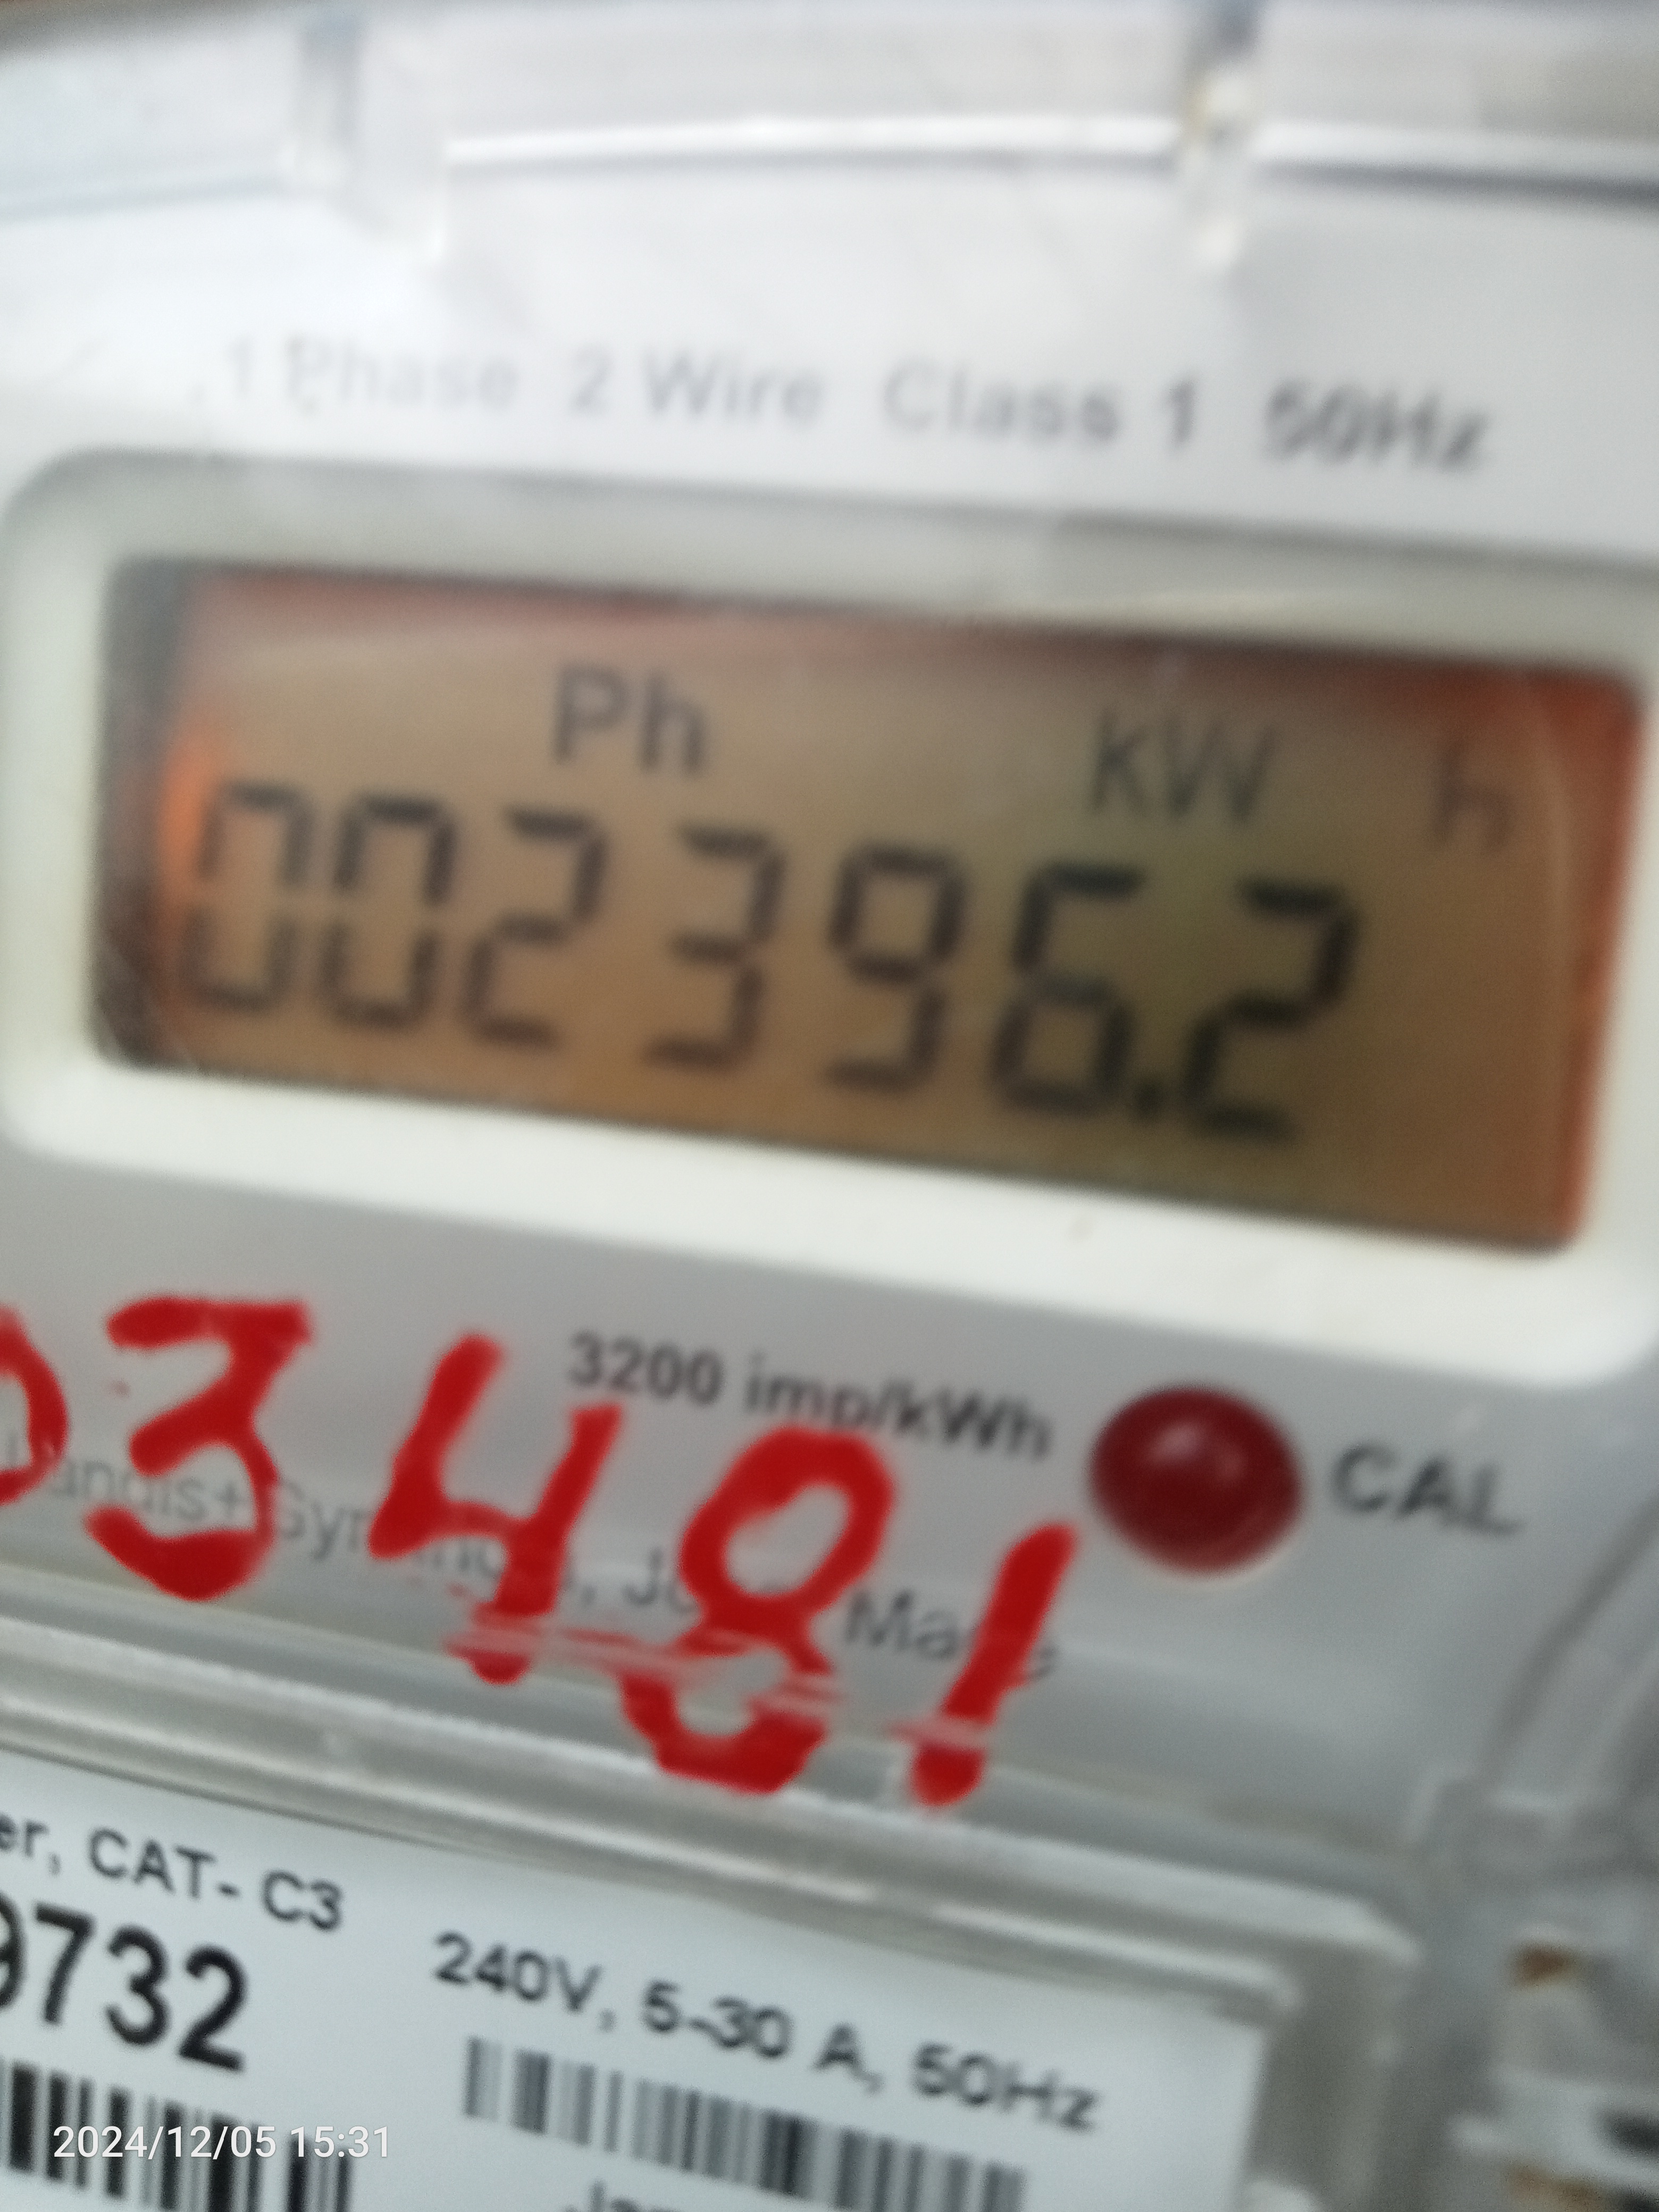 1 Phase 2 Wire Class 1 50Hz
Ph kW h
002396.2
3200 imp/kWh CAL
03481
er, CAT- C3
9732
240V, 5-30 A, 50Hz
2024/12/05 15:31